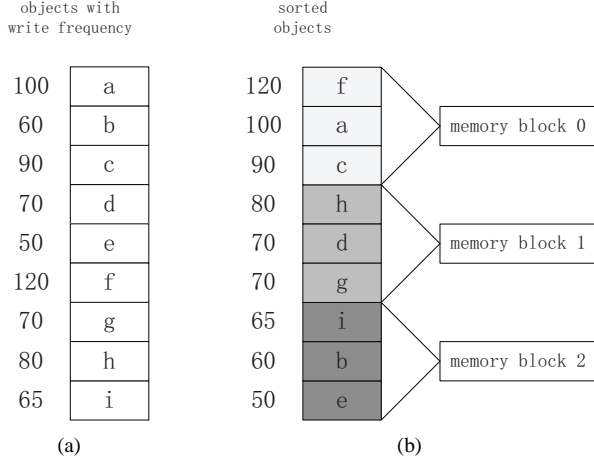 objects with
write frequency
100 a
60 b
90 c
70 d
50 e
120 f
70 g
80 h
65 i
(a)
sorted
objects
120 f
100 a
90 c
80 h
70 d
70 g
65 i
60 b
50 e
memory block 0
memory block 1
memory block 2
(b)